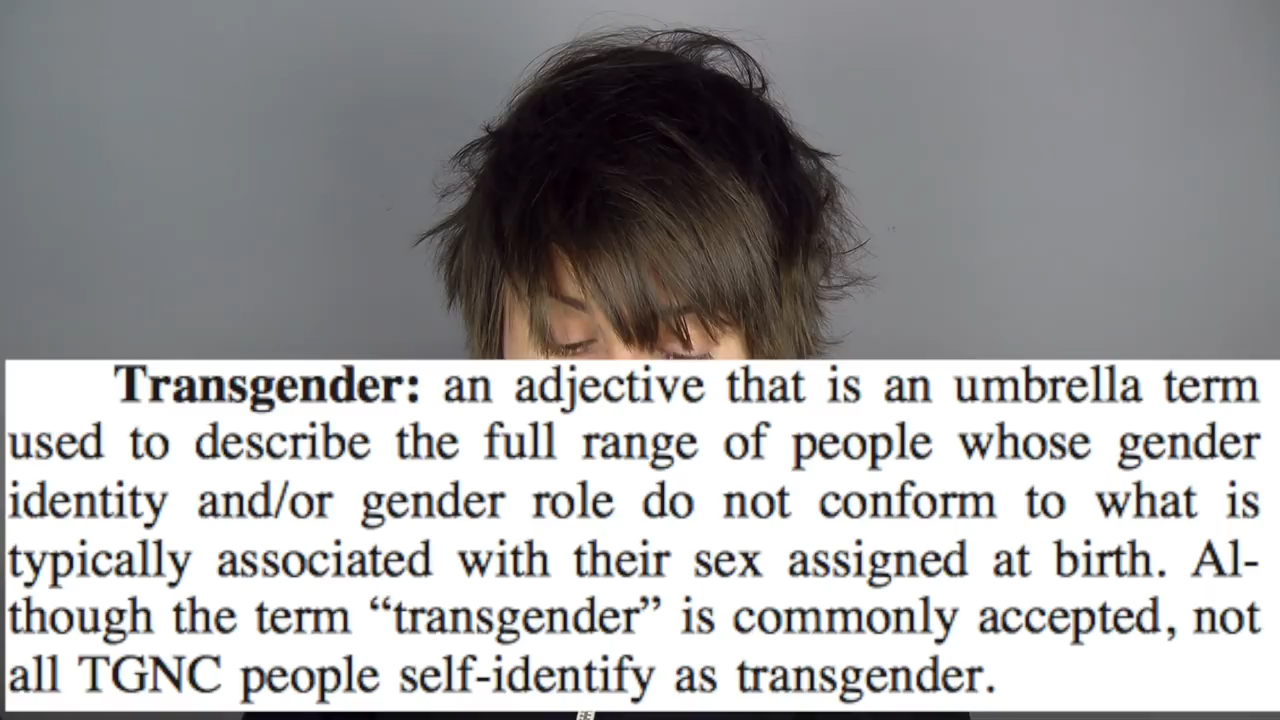 Transgender: an adjective that is an umbrella term
used to describe the full range of people whose gender
identity and/or gender role do not conform to what is
typically associated with their sex assigned at birth. Al-
though the term “transgender” is commonly accepted, not
all TGNC people self-identify as transgender.